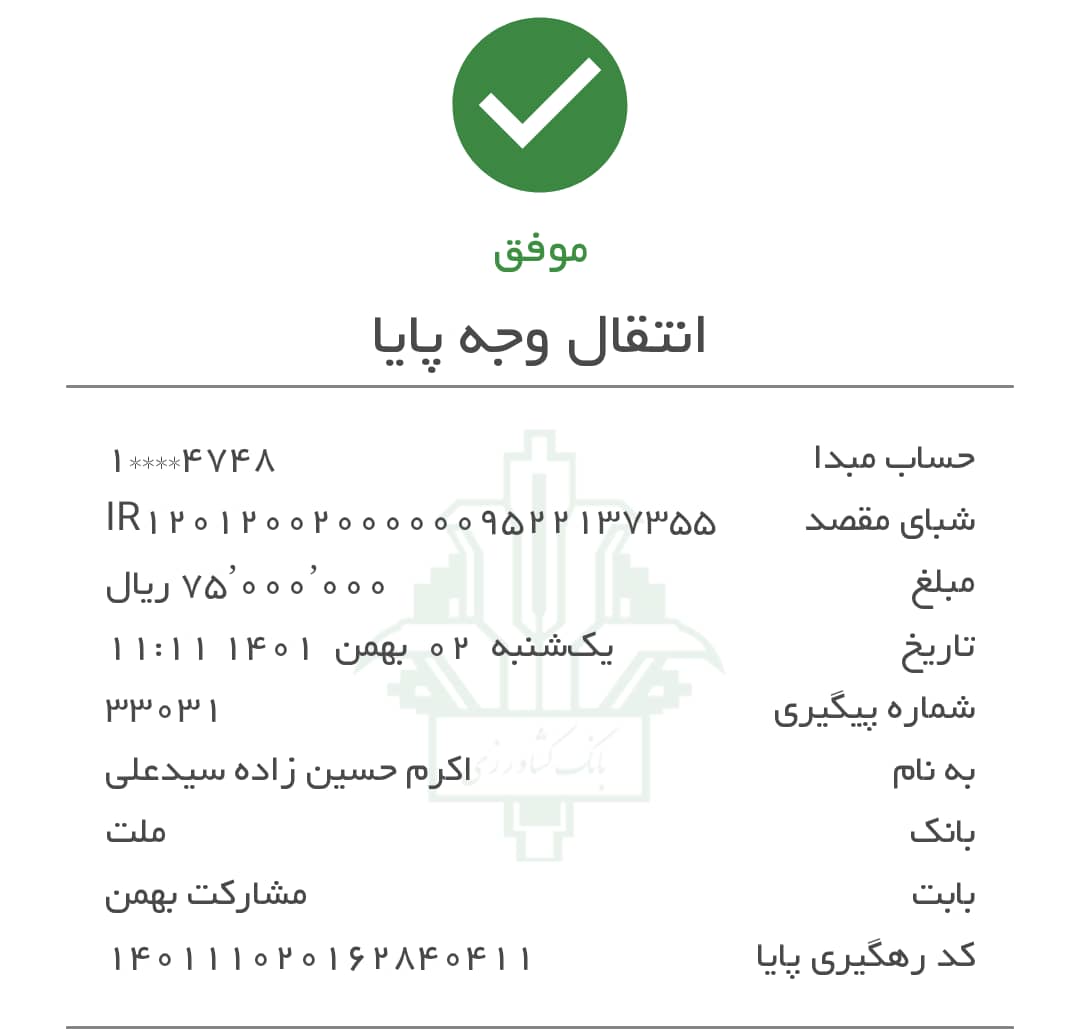 موفق
انتقال وجه پایا
حساب مبدا ۱****۴۷۴۸
شبای مقصد IR۱۲۰۱۲۰۰۲۰۰۰۰۰۰۹۵۲۲۱۳۷۳۵۵
مبلغ ۷۵٬۰۰۰٬۰۰۰ ریال
تاریخ یک‌شنبه ۰۲ بهمن ۱۴۰۱ ۱۱:۱۱
شماره پیگیری ۳۳۰۳۱
به نام اکرم حسین زاده سیدعلی
بانک کشاورزی
بانک ملت
بابت مشارکت بهمن
کد رهگیری پایا ۱۴۰۱۱۱۰۲۰۱۶۲۸۴۰۴۱۱